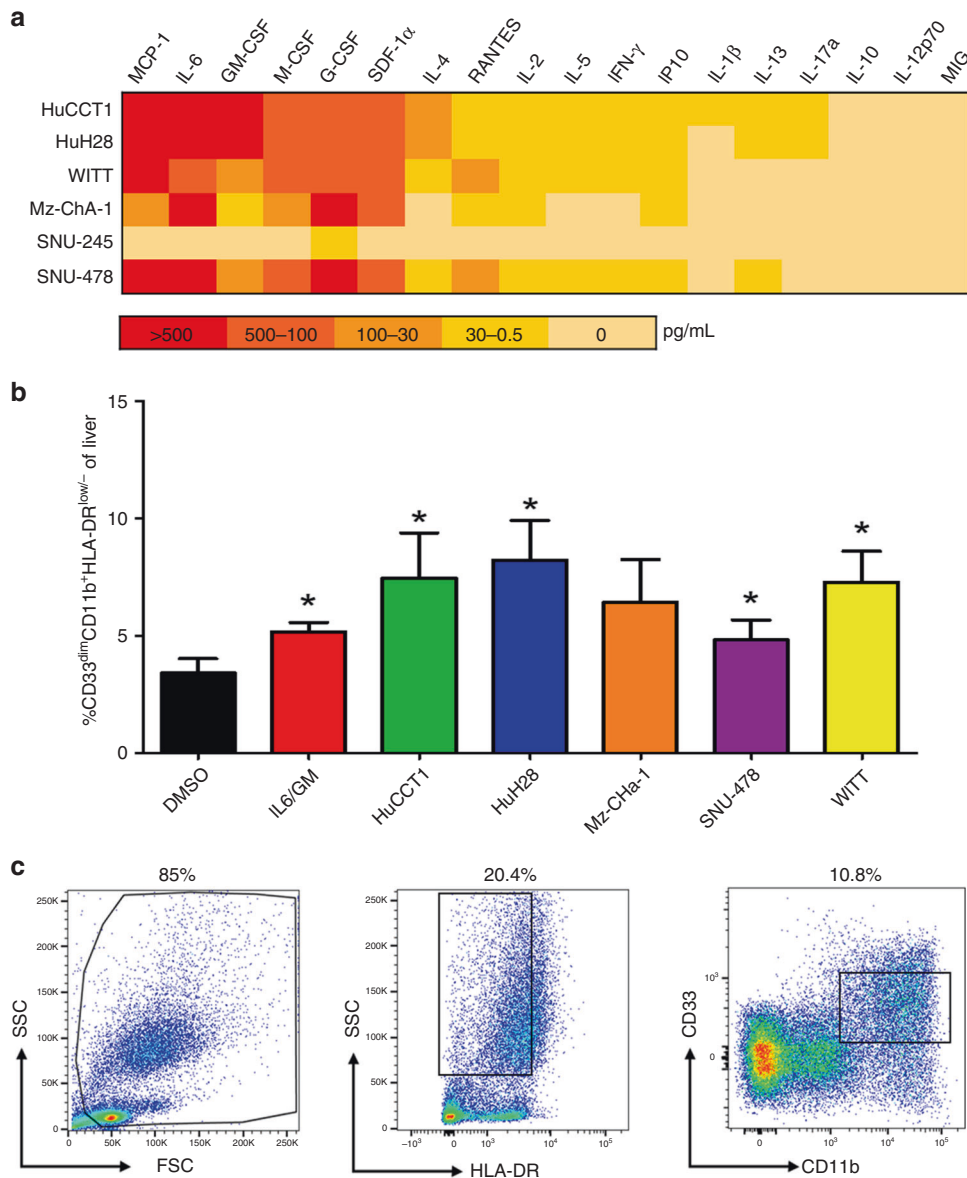 a
MCP-1 IL-6 GM-CSF M-CSF G-CSF SDF-1α IL-4 RANTES IL-2 IL-5 IFN-γ IP10 IL-1β IL-13 IL-17a IL-10 IL-12p70 MIG
HuCCT1
HuH28
WITT
Mz-ChA-1
SNU-245
SNU-478
>500 500–100 100–30 30–0.5 0 pg/mL
b
%CD33dimCD11b+HLA-DRlow/– of liver
15
10
5
0
* * * * *
DMSO IL6/GM HuCCT1 HuH28 Mz-CHa-1 SNU-478 WITT
c
85%
SSC
250K
200K
150K
100K
50K
0
0 50K 100K 150K 200K 250K
FSC
20.4%
SSC
250K
200K
150K
100K
50K
0
–10³ 0 10³ 10⁴ 10⁵
HLA-DR
10.8%
CD33
10³
0
0 10³ 10⁴ 10⁵
CD11b